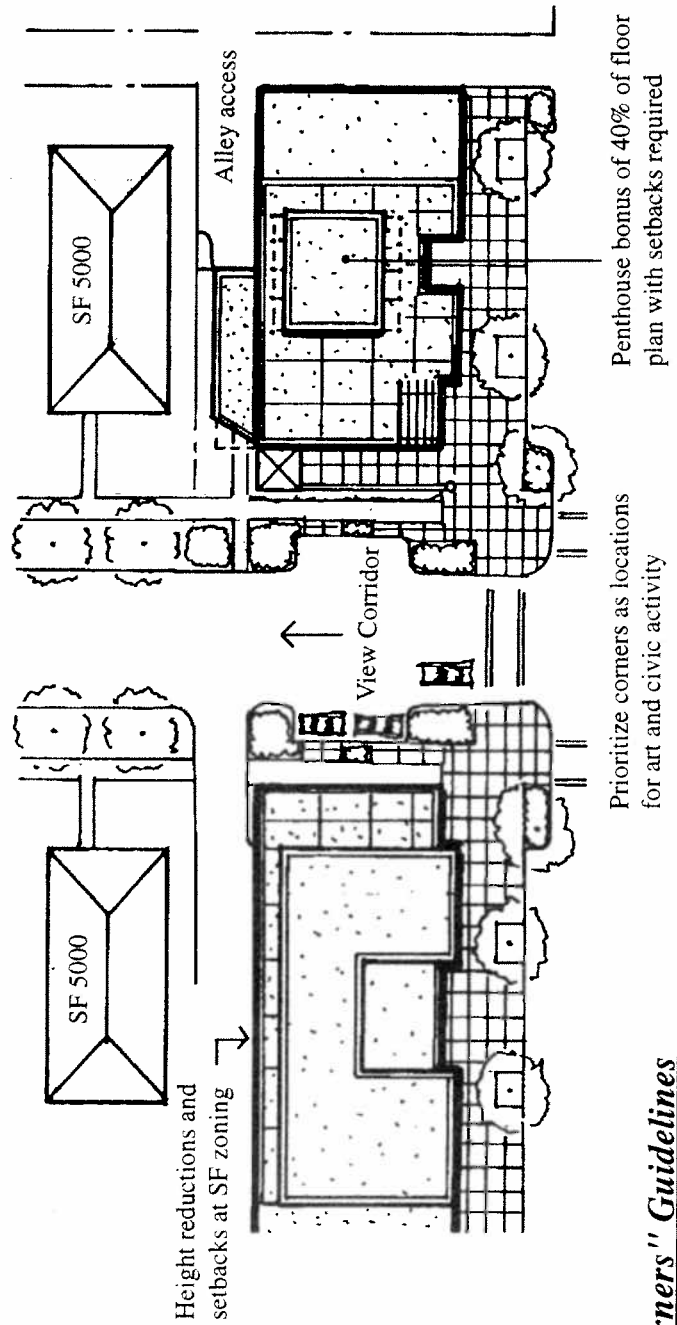 SF 5000
SF 5000
Alley access
Height reductions and
setbacks at SF zoning
View Corridor
Prioritize corners as locations
for art and civic activity
Penthouse bonus of 40% of floor
plan with setbacks required
Guidelines